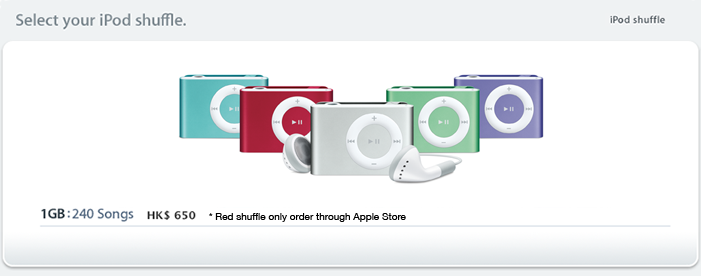 Select your iPod shuffle.
iPod shuffle
1GB : 240 Songs HK$ 650 * Red shuffle only order through Apple Store